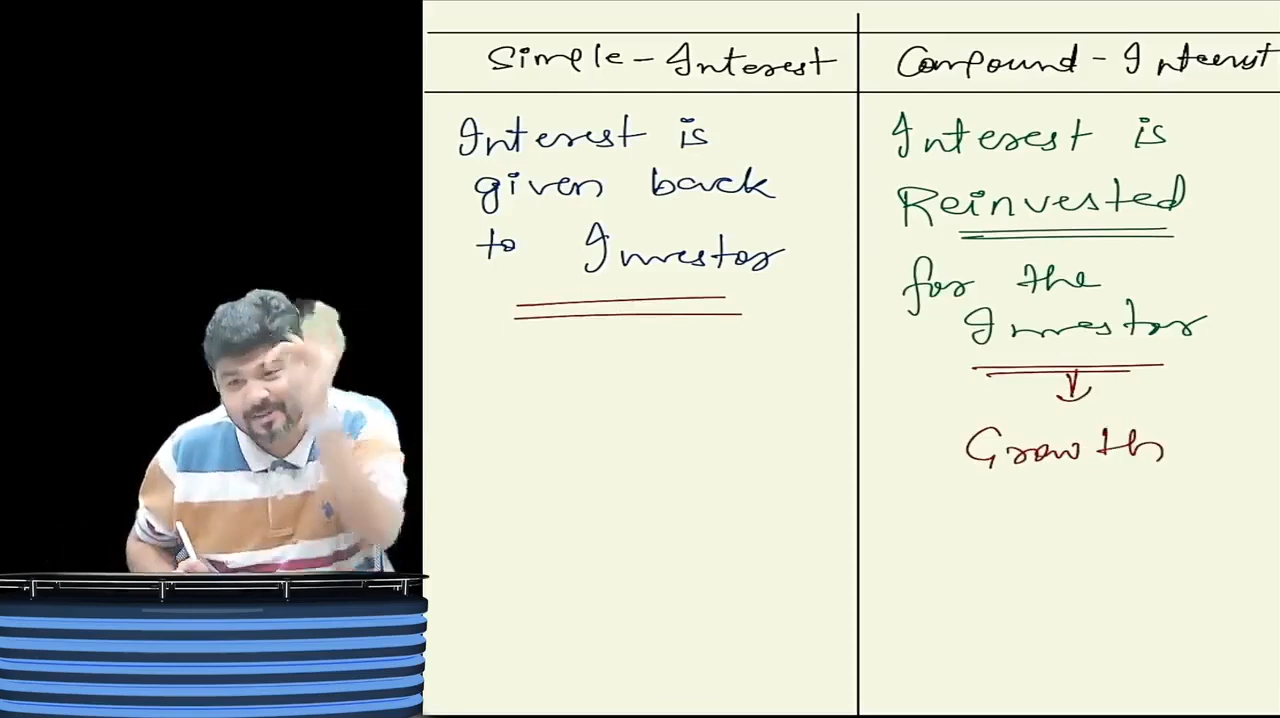 Simple - Interest
Compound - Interest
Interest is
given back
to Investor
Interest is
Reinvested
for the
Investor
Growth